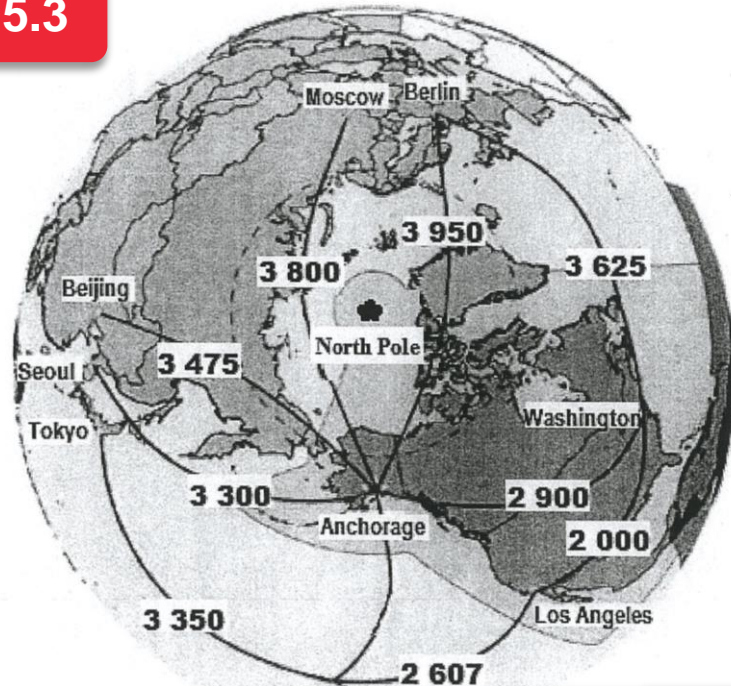 5.3
Moscow
Berlin
3 950
3 800
3 625
Beijing
North Pole
3 475
Seoul
Washington
Tokyo
3 300
2 900
Anchorage
2 000
Los Angeles
3 350
2 607